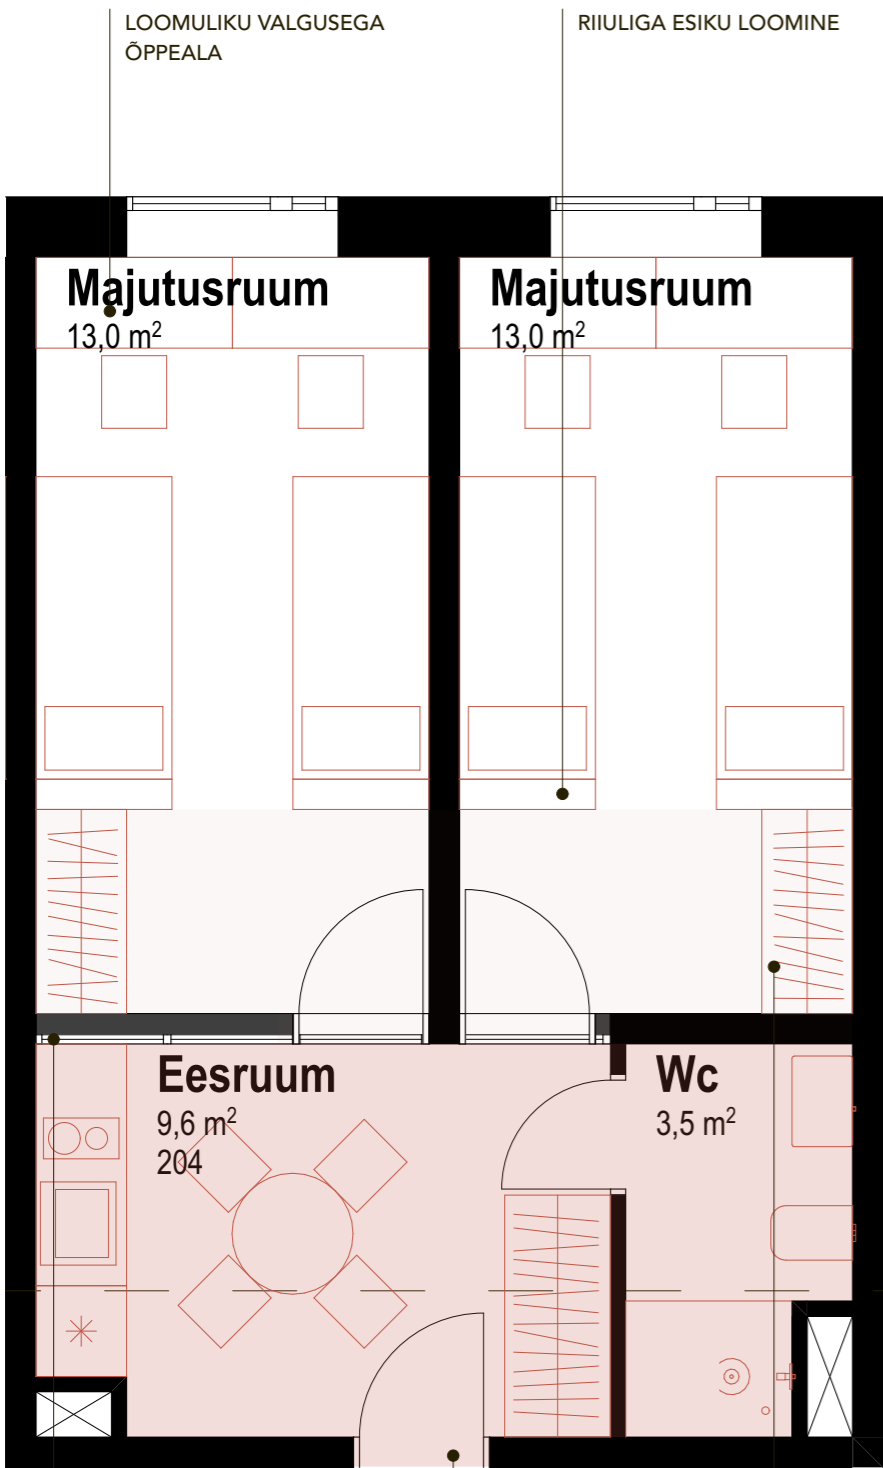 LOOMULIKU VALGUSEGA
ÕPPEALA
RIIULIGA ESIKU LOOMINE
Majutusruum
13,0 m²
Majutusruum
13,0 m²
Eesruum
9,6 m²
204
Wc
3,5 m²